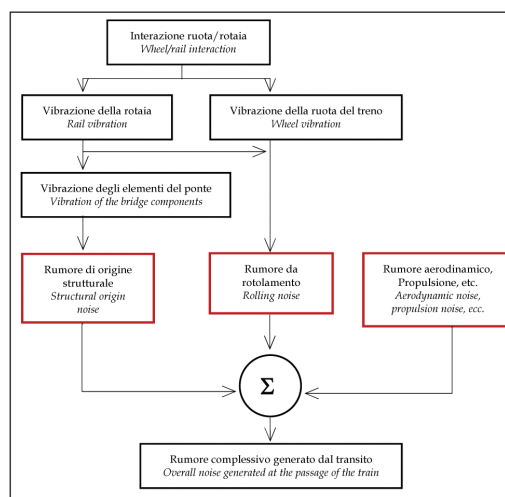 Interazione ruota/rotaia
Wheel/rail interaction
Vibrazione della rotaia
Rail vibration
Vibrazione della ruota del treno
Wheel vibration
Vibrazione degli elementi del ponte
Vibration of the bridge components
Rumore di origine
strutturale
Structural origin
noise
Rumore da
rotolamento
Rolling noise
Rumore aerodinamico,
Propulsione, etc.
Aerodynamic noise,
propulsion noise, ecc.
Σ
Rumore complessivo generato dal transito
Overall noise generated at the passage of the train